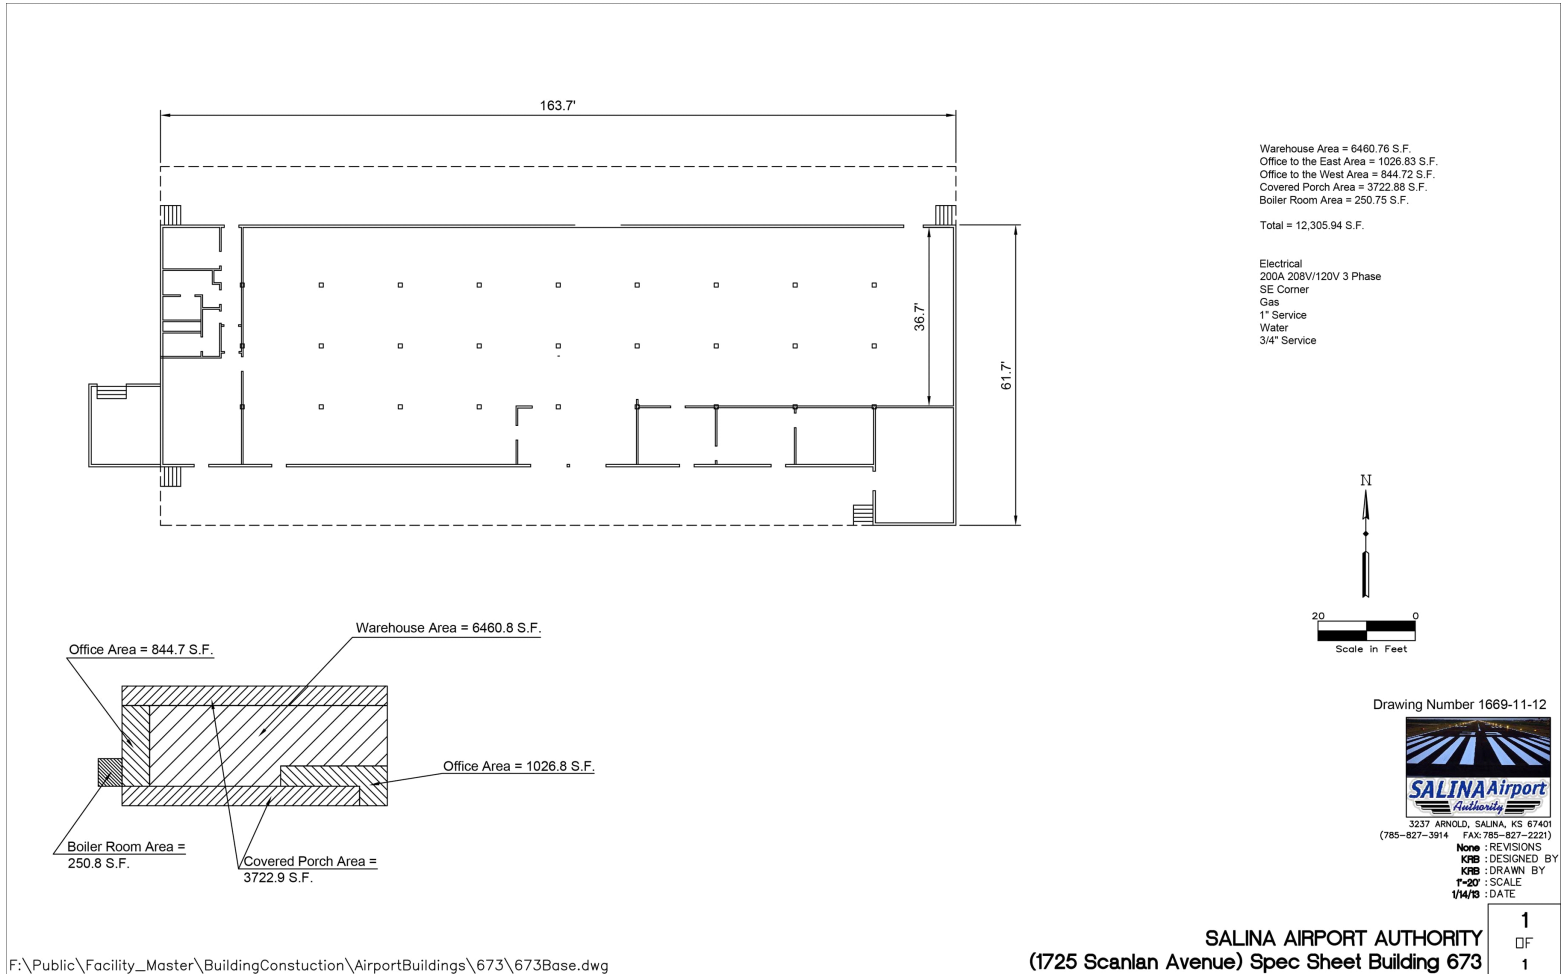 163.7'
36.7'
61.7'
Warehouse Area = 6460.76 S.F.
Office to the East Area = 1026.83 S.F.
Office to the West Area = 844.72 S.F.
Covered Porch Area = 3722.88 S.F.
Boiler Room Area = 250.75 S.F.
Total = 12,305.94 S.F.
Electrical
200A 208V/120V 3 Phase
SE Corner
Gas
1" Service
Water
3/4" Service
N
20 0
Scale in Feet
Warehouse Area = 6460.8 S.F.
Office Area = 844.7 S.F.
Office Area = 1026.8 S.F.
Boiler Room Area =
250.8 S.F.
Covered Porch Area =
3722.9 S.F.
Drawing Number 1669-11-12
SALINA Airport
Authority
3237 ARNOLD, SALINA, KS 67401
(785-827-3914 FAX: 785-827-2221)
None : REVISIONS
KRB : DESIGNED BY
KRB : DRAWN BY
1"=20' : SCALE
1/14/13 : DATE
SALINA AIRPORT AUTHORITY
(1725 Scanlan Avenue) Spec Sheet Building 673
1
OF
1
F:\Public\Facility_Master\BuildingConstuction\AirportBuildings\673\673Base.dwg